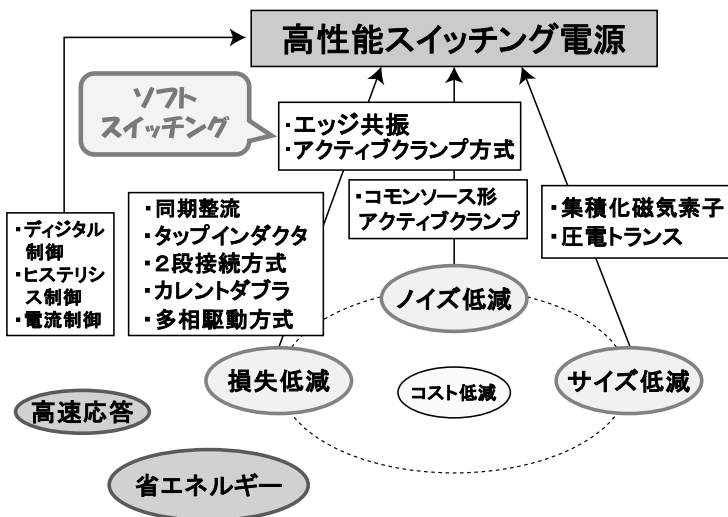 高性能スイッチング電源
ソフト
スイッチング
・エッジ共振
・アクティブクランプ方式
・ディジタル
制御
・ヒステリシ
ス制御
・電流制御
・同期整流
・タップインダクタ
・２段接続方式
・カレントダブラ
・多相駆動方式
・コモンソース形
アクティブクランプ
・集積化磁気素子
・圧電トランス
ノイズ低減
損失低減
コスト低減
サイズ低減
高速応答
省エネルギー